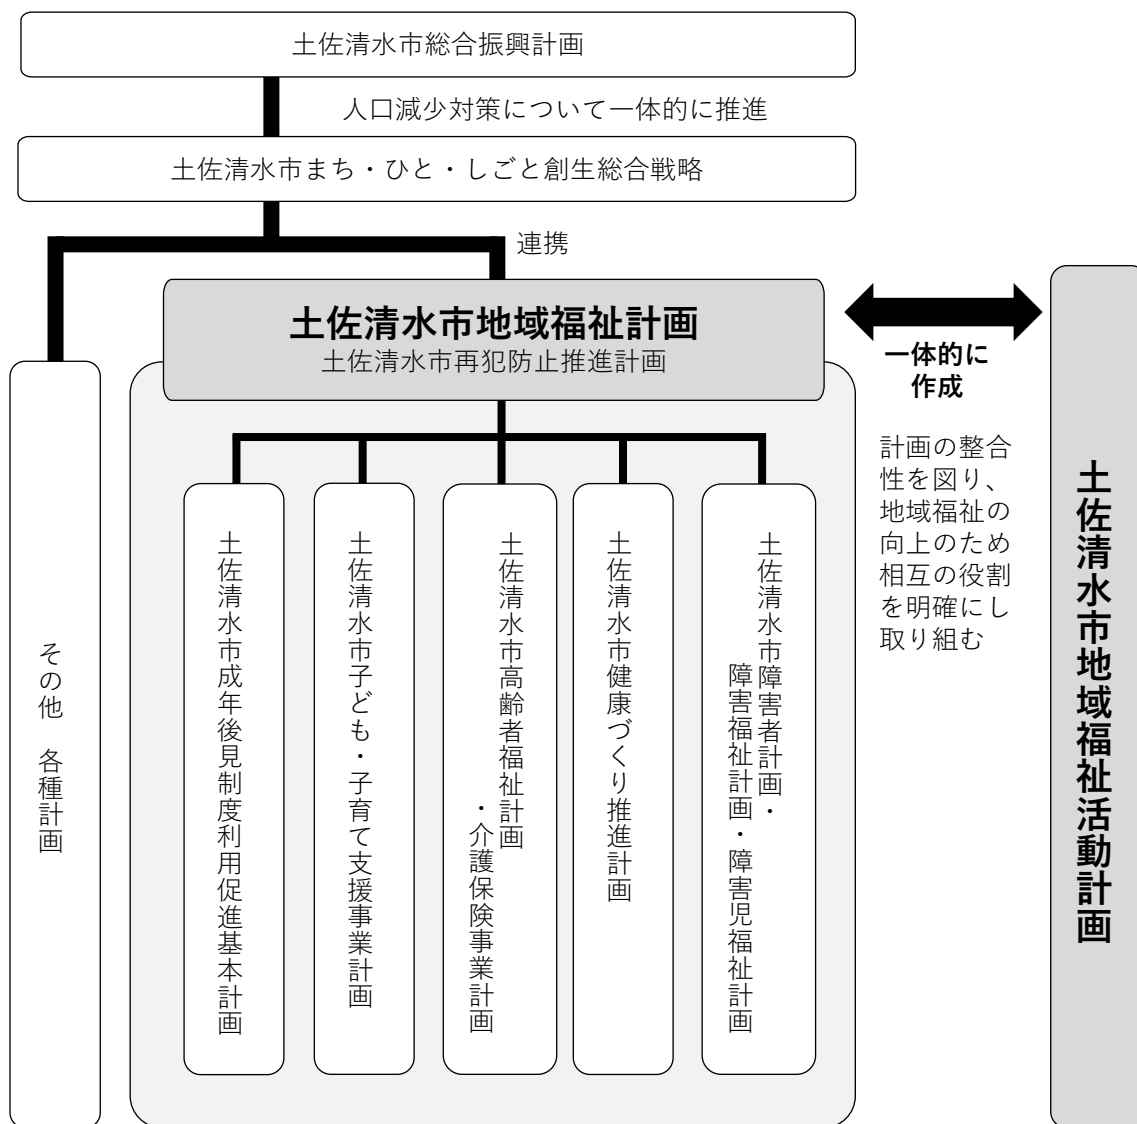 土佐清水市総合振興計画
人口減少対策について一体的に推進
土佐清水市まち・ひと・しごと創生総合戦略
連携
土佐清水市地域福祉計画
土佐清水市再犯防止推進計画
一体的に
作成
計画の整合
性を図り、
地域福祉の
向上のため
相互の役割
を明確にし
取り組む
土佐清水市地域福祉活動計画
その他　各種計画
土佐清水市成年後見制度利用促進基本計画
土佐清水市子ども・子育て支援事業計画
土佐清水市高齢者福祉計画
・介護保険事業計画
土佐清水市健康づくり推進計画
土佐清水市障害者計画・
障害福祉計画・障害児福祉計画